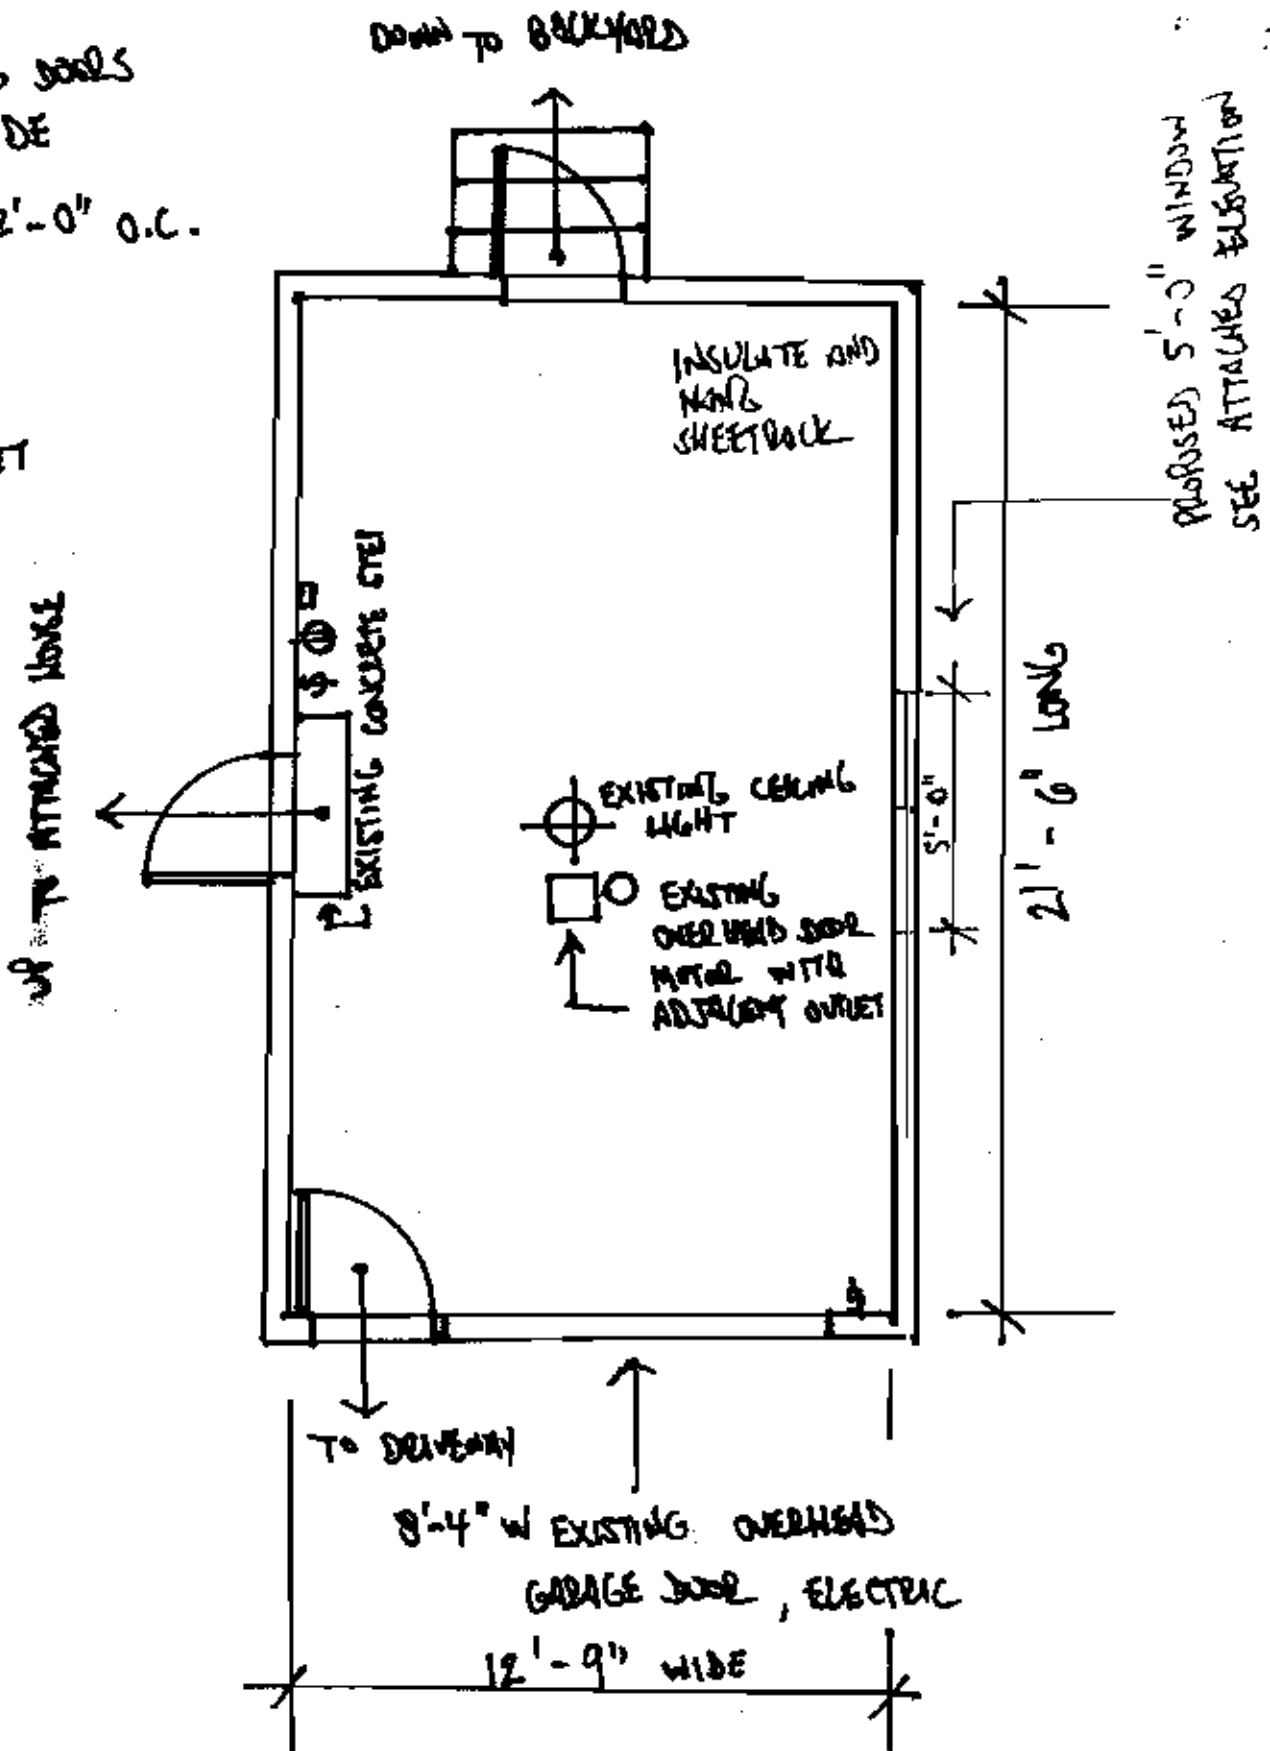 DOWN TO BACKYARD
DOORS
DE
2'-0" O.C.
ET
PROPOSED 5'-0" WINDOW
SEE ATTACHED ELEVATION
INSULATE AND
HANG
SHEETROCK
UP TO ATTACHED HOUSE
$
EXISTING CONCRETE STEP
EXISTING CEILING
LIGHT
EXISTING
OVERHEAD DOOR
MOTOR WITH
ADJACENT OUTLET
5'-0"
21'-6" LONG
$
TO DRIVEWAY
8'-4" W EXISTING OVERHEAD
GARAGE DOOR, ELECTRIC
12'-9" WIDE